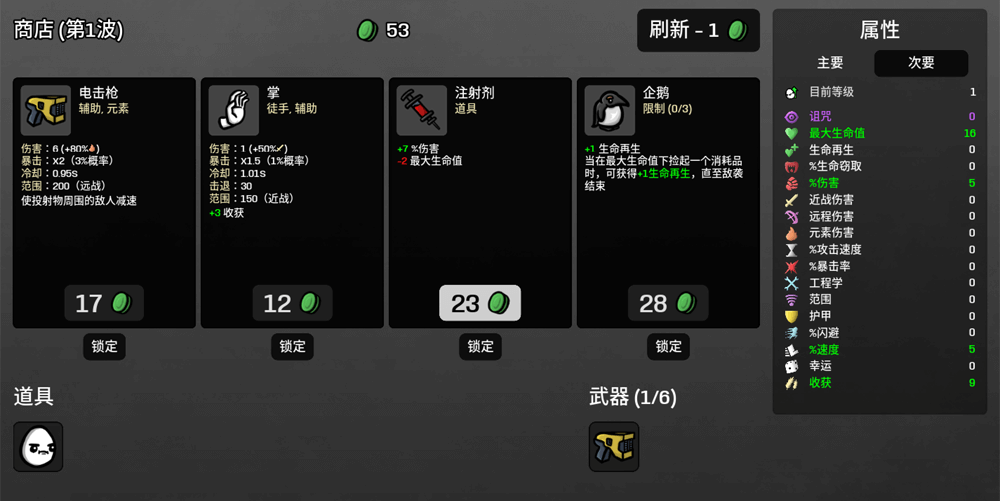 商店 (第1波)
53
刷新 - 1
电击枪
辅助, 元素
伤害：6 (+80%)
暴击：x2（3%概率）
冷却：0.95s
范围：200（远战）
使投射物周围的敌人减速
17
锁定
掌
徒手, 辅助
伤害：1 (+50%)
暴击：x1.5（1%概率）
冷却：1.01s
击退：30
范围：150（近战）
+3 收获
12
锁定
注射剂
道具
+7 %伤害
-2 最大生命值
23
锁定
企鹅
限制 (0/3)
+1 生命再生
当在最大生命值下捡起一个消耗品
时，可获得+1生命再生，直至敌袭
结束
28
锁定
道具
武器 (1/6)
属性
主要
次要
目前等级 1
诅咒 0
最大生命值 16
生命再生 0
%生命窃取 0
%伤害 5
近战伤害 0
远程伤害 0
元素伤害 0
%攻击速度 0
%暴击率 0
工程学 0
范围 0
护甲 0
%闪避 0
%速度 5
幸运 0
收获 9